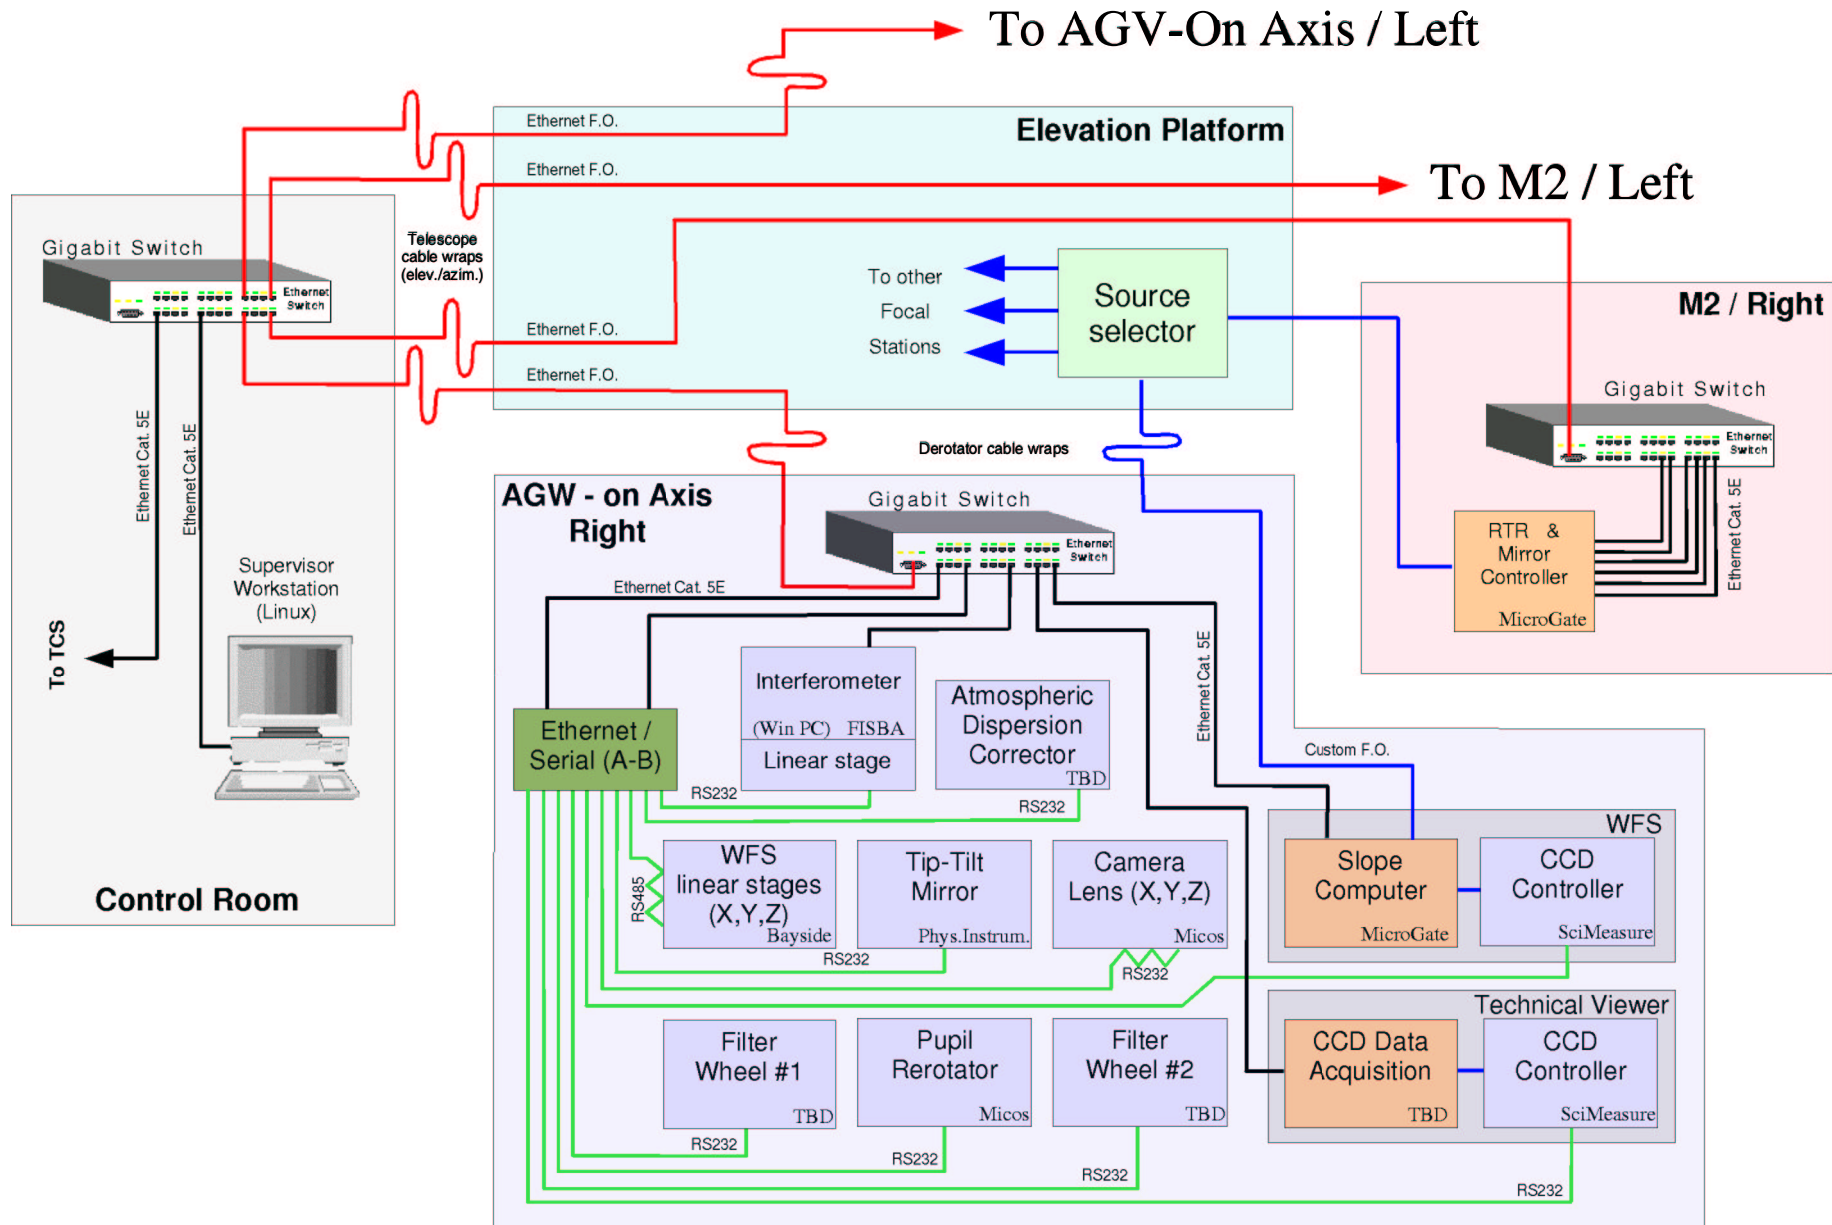 To AGV-On Axis / Left
Ethernet F.O.
Elevation Platform
Ethernet F.O.
To M2 / Left
Gigabit Switch
Ethernet
Switch
Telescope
cable wraps
(elev./azim.)
To other
Focal
Stations
Source
selector
M2 / Right
Ethernet F.O.
Ethernet F.O.
Gigabit Switch
Ethernet
Switch
Ethernet Cat. 5E
Ethernet Cat. 5E
Derotator cable wraps
AGW - on Axis
Right
Gigabit Switch
Ethernet
Switch
RTR &
Mirror
Controller
MicroGate
Ethernet Cat. 5E
Supervisor
Workstation
(Linux)
To TCS
Control Room
Ethernet Cat. 5E
Ethernet Cat. 5E
Ethernet /
Serial (A-B)
Interferometer
(Win PC) FISBA
Linear stage
Atmospheric
Dispersion
Corrector
TBD
RS232
RS232
Custom F.O.
WFS
linear stages
(X,Y,Z)
Bayside
RS485
Tip-Tilt
Mirror
Phys.Instrum.
RS232
Camera
Lens (X,Y,Z)
Micos
RS232
WFS
Slope
Computer
MicroGate
CCD
Controller
SciMeasure
Technical Viewer
CCD Data
Acquisition
TBD
CCD
Controller
SciMeasure
Filter
Wheel #1
TBD
RS232
Pupil
Rerotator
Micos
RS232
Filter
Wheel #2
TBD
RS232
RS232